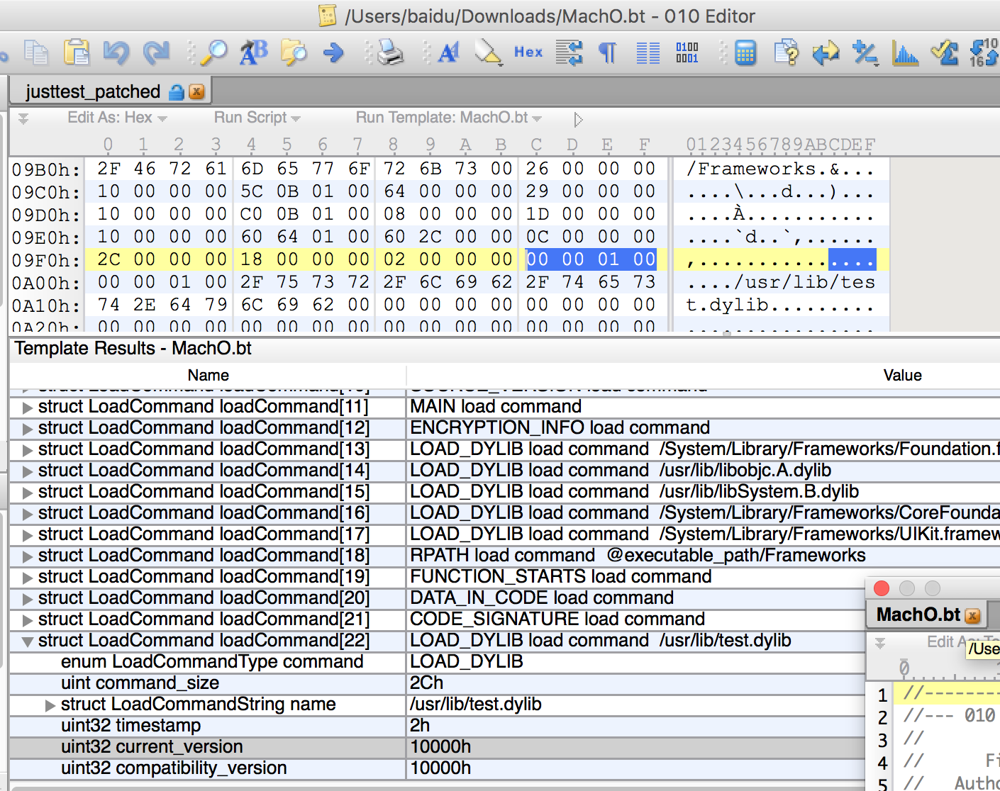 /Users/baidu/Downloads/MachO.bt - 010 Editor
Hex
justtest_patched
Edit As: Hex
Run Script
Run Template: MachO.bt
0 1 2 3 4 5 6 7 8 9 A B C D E F 0123456789ABCDEF
09B0h: 2F 46 72 61 6D 65 77 6F 72 6B 73 00 26 00 00 00 /Frameworks.&...
09C0h: 10 00 00 00 5C 0B 01 00 64 00 00 00 29 00 00 00 ....\...d...)...
09D0h: 10 00 00 00 C0 0B 01 00 08 00 00 00 1D 00 00 00 ....À...........
09E0h: 10 00 00 00 60 64 01 00 60 2C 00 00 0C 00 00 00 ....`d..`,......
09F0h: 2C 00 00 00 18 00 00 00 02 00 00 00 00 00 01 00 ,...............
0A00h: 00 00 01 00 2F 75 73 72 2F 6C 69 62 2F 74 65 73 ..../usr/lib/tes
0A10h: 74 2E 64 79 6C 69 62 00 00 00 00 00 00 00 00 00 t.dylib.........
0A20h: 00 00 00 00 00 00 00 00 00 00 00 00 00 00 00 00 ................
Template Results - MachO.bt
Name Value
struct LoadCommand loadCommand[10] SOURCE_VERSION load command
struct LoadCommand loadCommand[11] MAIN load command
struct LoadCommand loadCommand[12] ENCRYPTION_INFO load command
struct LoadCommand loadCommand[13] LOAD_DYLIB load command /System/Library/Frameworks/Foundation.f
struct LoadCommand loadCommand[14] LOAD_DYLIB load command /usr/lib/libobjc.A.dylib
struct LoadCommand loadCommand[15] LOAD_DYLIB load command /usr/lib/libSystem.B.dylib
struct LoadCommand loadCommand[16] LOAD_DYLIB load command /System/Library/Frameworks/CoreFounda
struct LoadCommand loadCommand[17] LOAD_DYLIB load command /System/Library/Frameworks/UIKit.framew
struct LoadCommand loadCommand[18] RPATH load command @executable_path/Frameworks
struct LoadCommand loadCommand[19] FUNCTION_STARTS load command
struct LoadCommand loadCommand[20] DATA_IN_CODE load command
struct LoadCommand loadCommand[21] CODE_SIGNATURE load command
struct LoadCommand loadCommand[22] LOAD_DYLIB load command /usr/lib/test.dylib
enum LoadCommandType command LOAD_DYLIB
uint command_size 2Ch
struct LoadCommandString name /usr/lib/test.dylib
uint32 timestamp 2h
uint32 current_version 10000h
uint32 compatibility_version 10000h
MachO.bt
Edit As:
/Use
0
1 //--------
2 //--- 010
3 //
4 // Fi
5 // Autho